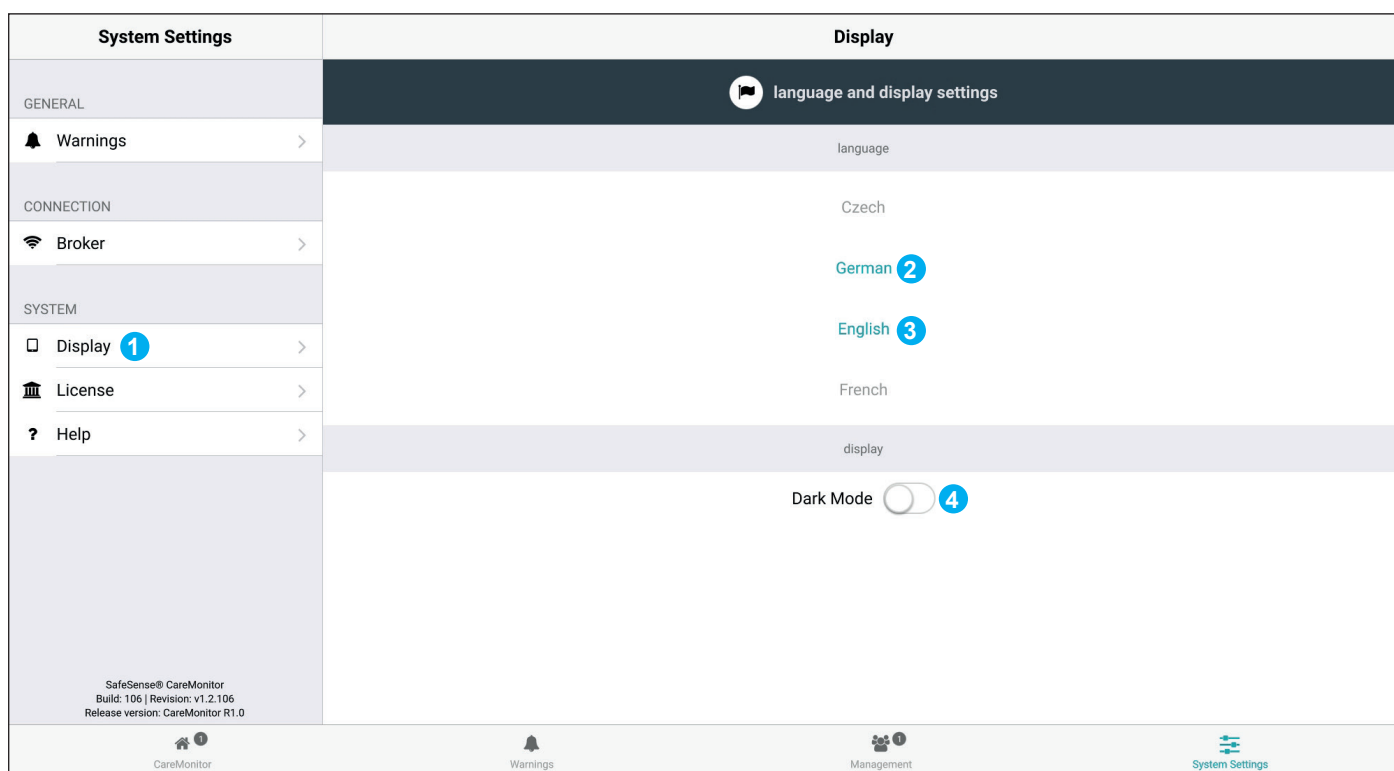 System Settings
GENERAL
Warnings
CONNECTION
Broker
SYSTEM
Display 1
License
? Help
SafeSense® CareMonitor
Build: 106 | Revision: v1.2.106
Release version: CareMonitor R1.0
Display
language and display settings
language
Czech
German 2
English 3
French
display
Dark Mode 4
1
CareMonitor
Warnings
1
Management
System Settings